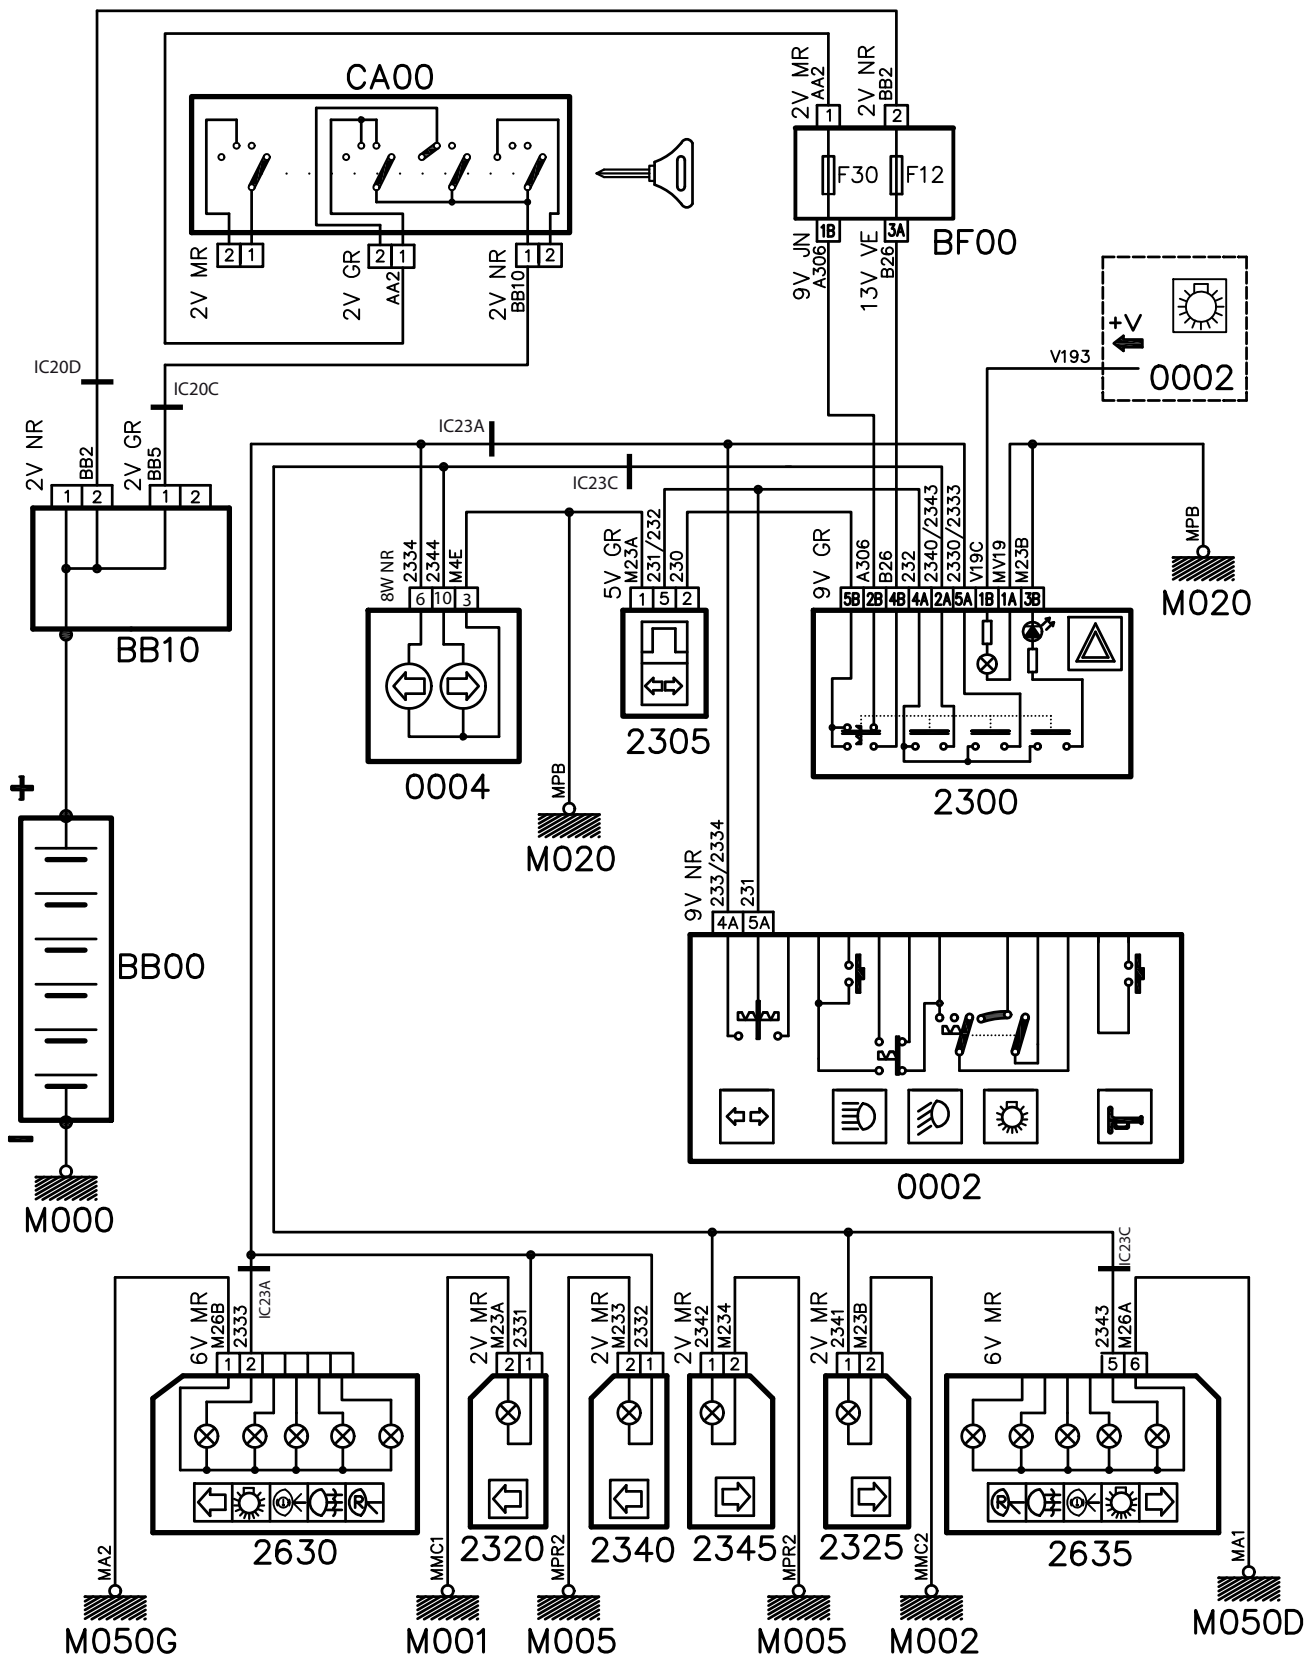 CA00
2V MR
AA2
2V NR
BB2
1
2
F30
F12
1B
3A
BF00
9V JN
A306
13V VE
B26
2 1
2V MR
2 1
2V GR
AA2
1 2
2V NR
BB10
+V
0002
V193
IC20D
IC20C
2V NR
BB2
2V GR
BB5
1 2
1 2
BB10
IC23A
IC23C
8W NR
2334
2344
M4E
6 10 3
0004
5V GR
M23A
231/232
230
1 5 2
2305
MPB
M020
9V GR
A306
B26
232
2340/2343
2330/2333
V19C
MV19
M23B
5B 2B 4B 4A 2A 5A 1B 1A 3B
2300
MPB
M020
+
BB00
−
M000
9V NR
233/2334
231
4A 5A
0002
6V MR
M26B
2333
IC23A
1 2
R
2630
MA2
M050G
2V MR
M23A
2331
2 1
2320
MMC1
M001
2V MR
M233
2332
2 1
2340
MPR2
M005
2V MR
2342
M234
1 2
2345
MPR2
M005
2V MR
2341
M23B
1 2
2325
MMC2
M002
6V MR
2343
M26A
IC23C
5 6
R
2635
MA1
M050D